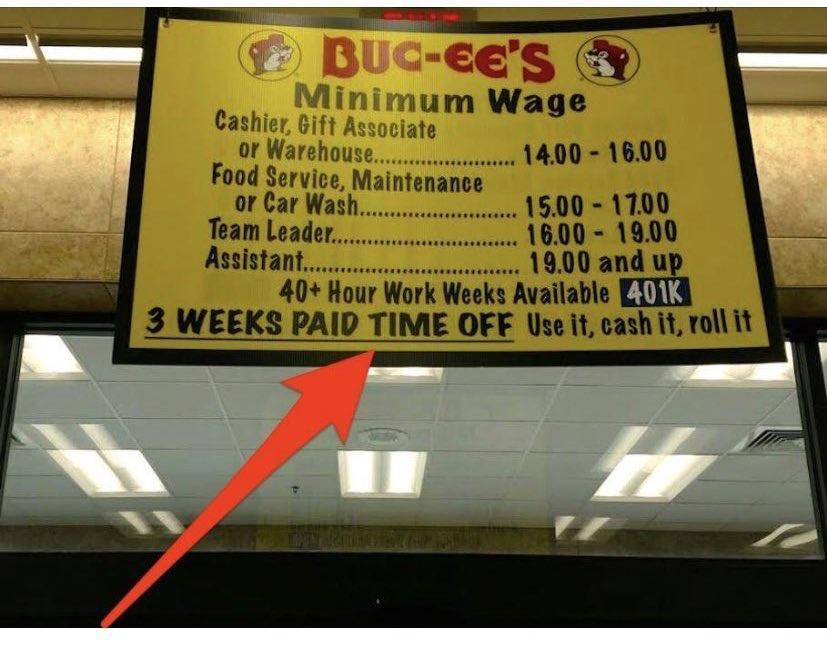 BUC-EE'S
Minimum Wage
Cashier, Gift Associate
or Warehouse........................ 14.00 - 16.00
Food Service, Maintenance
or Car Wash.......................... 15.00 - 17.00
Team Leader.............................. 16.00 - 19.00
Assistant................................... 19.00 and up
40+ Hour Work Weeks Available 401K
3 WEEKS PAID TIME OFF Use it, cash it, roll it